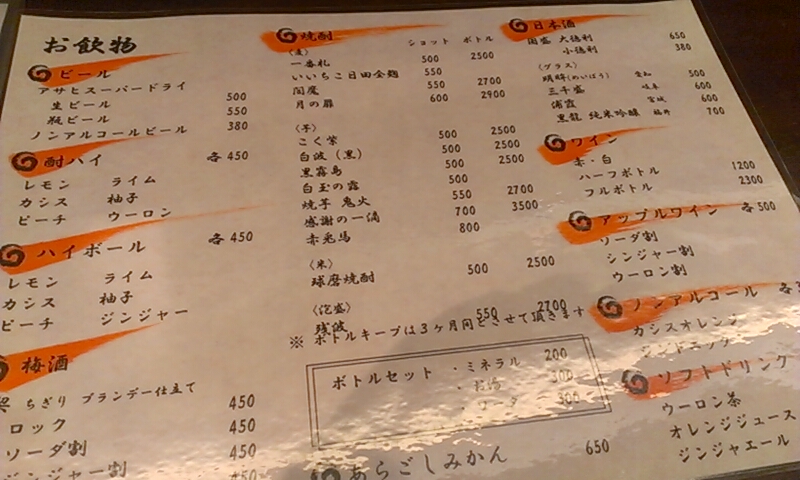 お飲物
ビール
アサヒスーパードライ
生ビール 500
瓶ビール 550
ノンアルコールビール 380
酎ハイ 各450
レモン ライム
カシス 柚子
ピーチ ウーロン
ハイボール 各450
レモン ライム
カシス 柚子
ピーチ ジンジャー
梅酒
ちぎり ブランデー仕立て
ロック 450
ソーダ割 450
ジンジャー割 450
焼酎 ショット ボトル
〈麦〉
一番札 500 2500
いいちこ日田全麹 550
閻魔 550 2700
月の扉 600 2900
〈芋〉
こく紫 500 2500
白波（黒） 500 2500
黒霧島 500 2500
白玉の露 500
焼芋 鬼火 550 2700
感謝の一滴 700 3500
赤兎馬 800
〈米〉
球磨焼酎 500 2500
〈泡盛〉
残波 550 2700
※ ボトルキープは３ヶ月間とさせて頂きます
ボトルセット ・ミネラル 200
・お湯 300
300
あらごしみかん 650
日本酒
国盛 大徳利 650
小徳利 380
〈グラス〉
明眸（めいぼう） 愛知 500
三千盛 岐阜 600
浦霞 宮城 600
黒龍 純米吟醸 福井 700
ワイン
赤・白
ハーフボトル 1200
フルボトル 2300
アップルワイン 各500
ソーダ割
ジンジャー割
ウーロン割
ノンアルコール
カシスオレンジ
ソフトドリンク
ウーロン茶
オレンジジュース
ジンジャエール